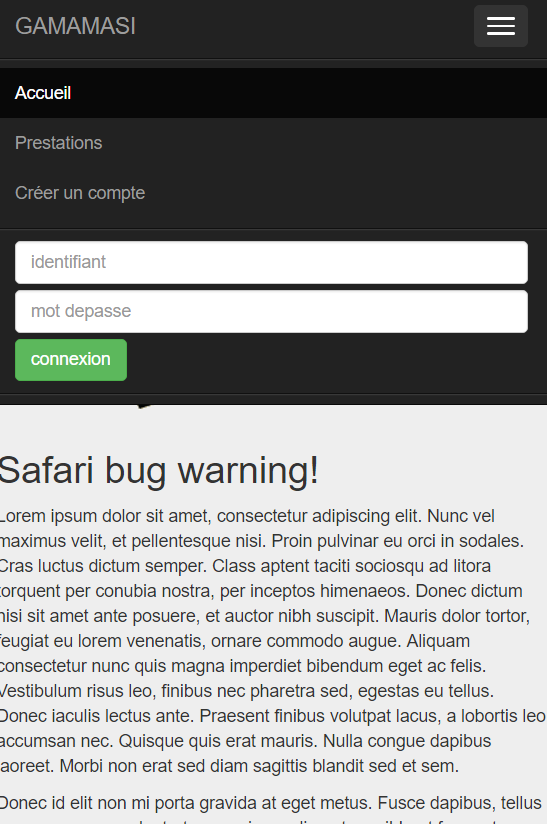 GAMAMASI
Accueil
Prestations
Créer un compte
identifiant
mot depasse
connexion
Safari bug warning!
Lorem ipsum dolor sit amet, consectetur adipiscing elit. Nunc vel
maximus velit, et pellentesque nisi. Proin pulvinar eu orci in sodales.
Cras luctus dictum semper. Class aptent taciti sociosqu ad litora
torquent per conubia nostra, per inceptos himenaeos. Donec dictum
nisi sit amet ante posuere, et auctor nibh suscipit. Mauris dolor tortor,
feugiat eu lorem venenatis, ornare commodo augue. Aliquam
consectetur nunc quis magna imperdiet bibendum eget ac felis.
Vestibulum risus leo, finibus nec pharetra sed, egestas eu tellus.
Donec iaculis lectus ante. Praesent finibus volutpat lacus, a lobortis leo
accumsan nec. Quisque quis erat mauris. Nulla congue dapibus
laoreet. Morbi non erat sed diam sagittis blandit sed et sem.
Donec id elit non mi porta gravida at eget metus. Fusce dapibus, tellus